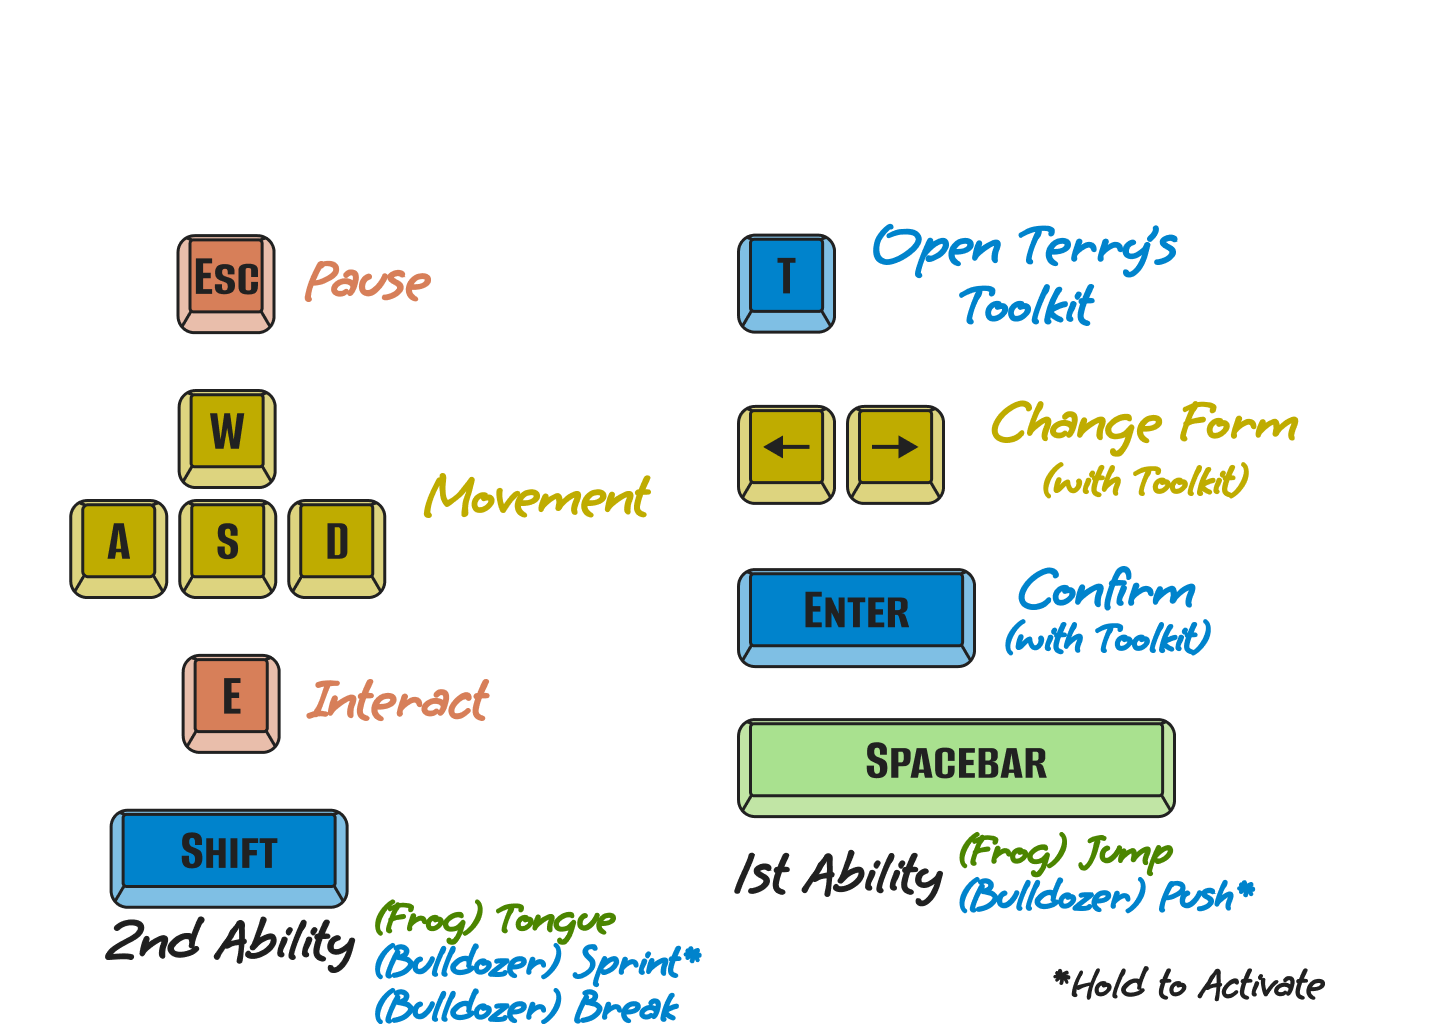 Esc
Pause
W
A S D
Movement
E
Interact
Shift
2nd Ability
(Frog) Tongue
(Bulldozer) Sprint*
(Bulldozer) Break
T
Open Terry's
Toolkit
← →
Change Form
(with Toolkit)
Enter
Confirm
(with Toolkit)
Spacebar
1st Ability
(Frog) Jump
(Bulldozer) Push*
*Hold to Activate